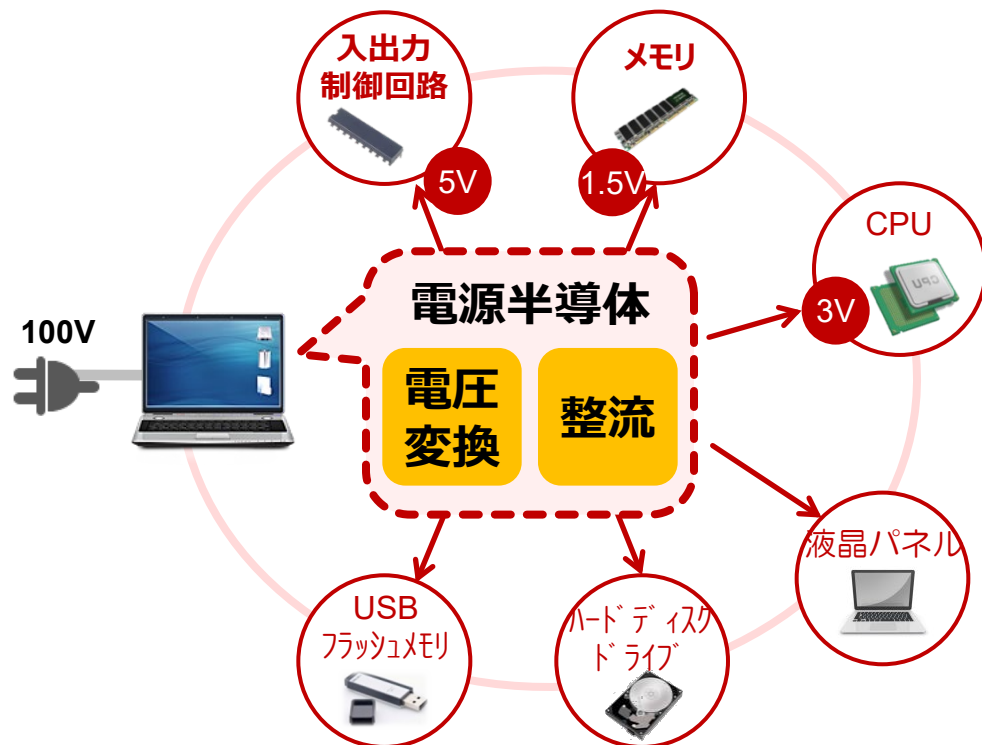 入出力
制御回路
5V
メモリ
1.5V
CPU
3V
100V
電源半導体
電圧
変換
整流
液晶パネル
USB
フラッシュメモリ
ハードディスク
ドライブ
CPU